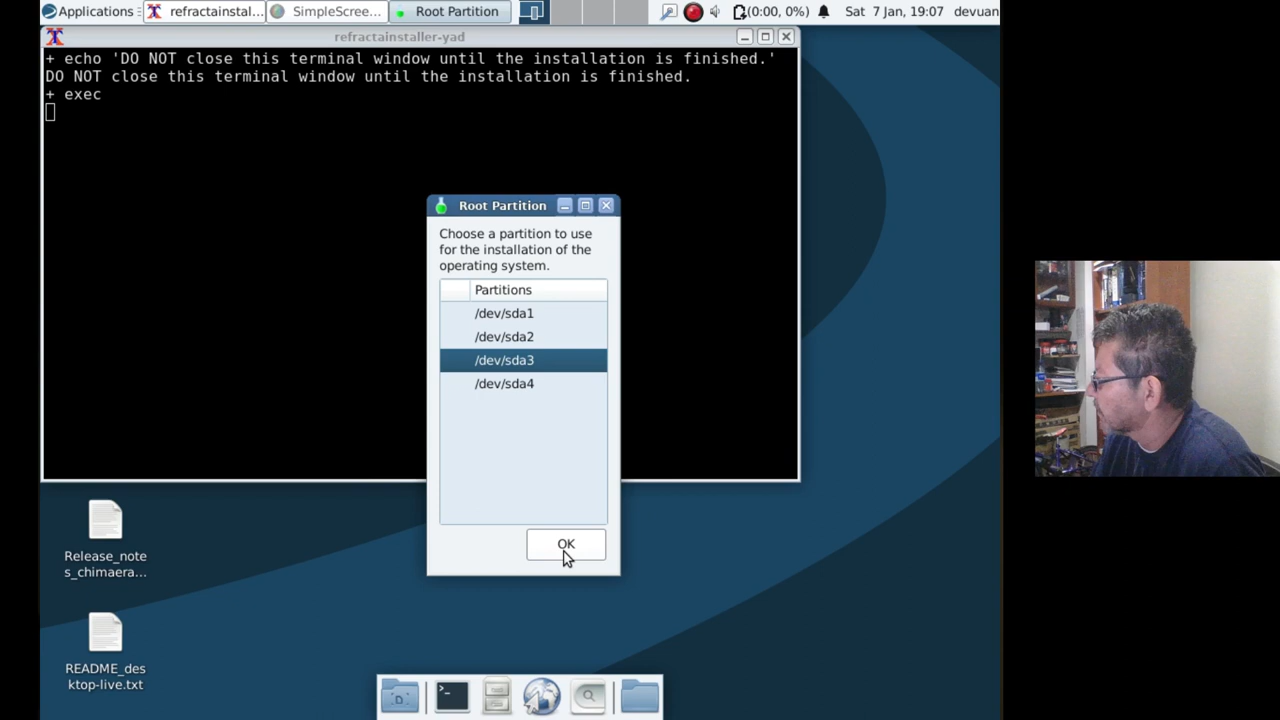 Applications
refractainstal...
SimpleScree...
Root Partition
(0:00, 0%)
Sat 7 Jan, 19:07
devuan
refractainstaller-yad
+ echo 'DO NOT close this terminal window until the installation is finished.'
DO NOT close this terminal window until the installation is finished.
+ exec
Root Partition
Choose a partition to use
for the installation of the
operating system.
Partitions
/dev/sda1
/dev/sda2
/dev/sda3
/dev/sda4
OK
Release_note
s_chimaera...
README_des
ktop-live.txt